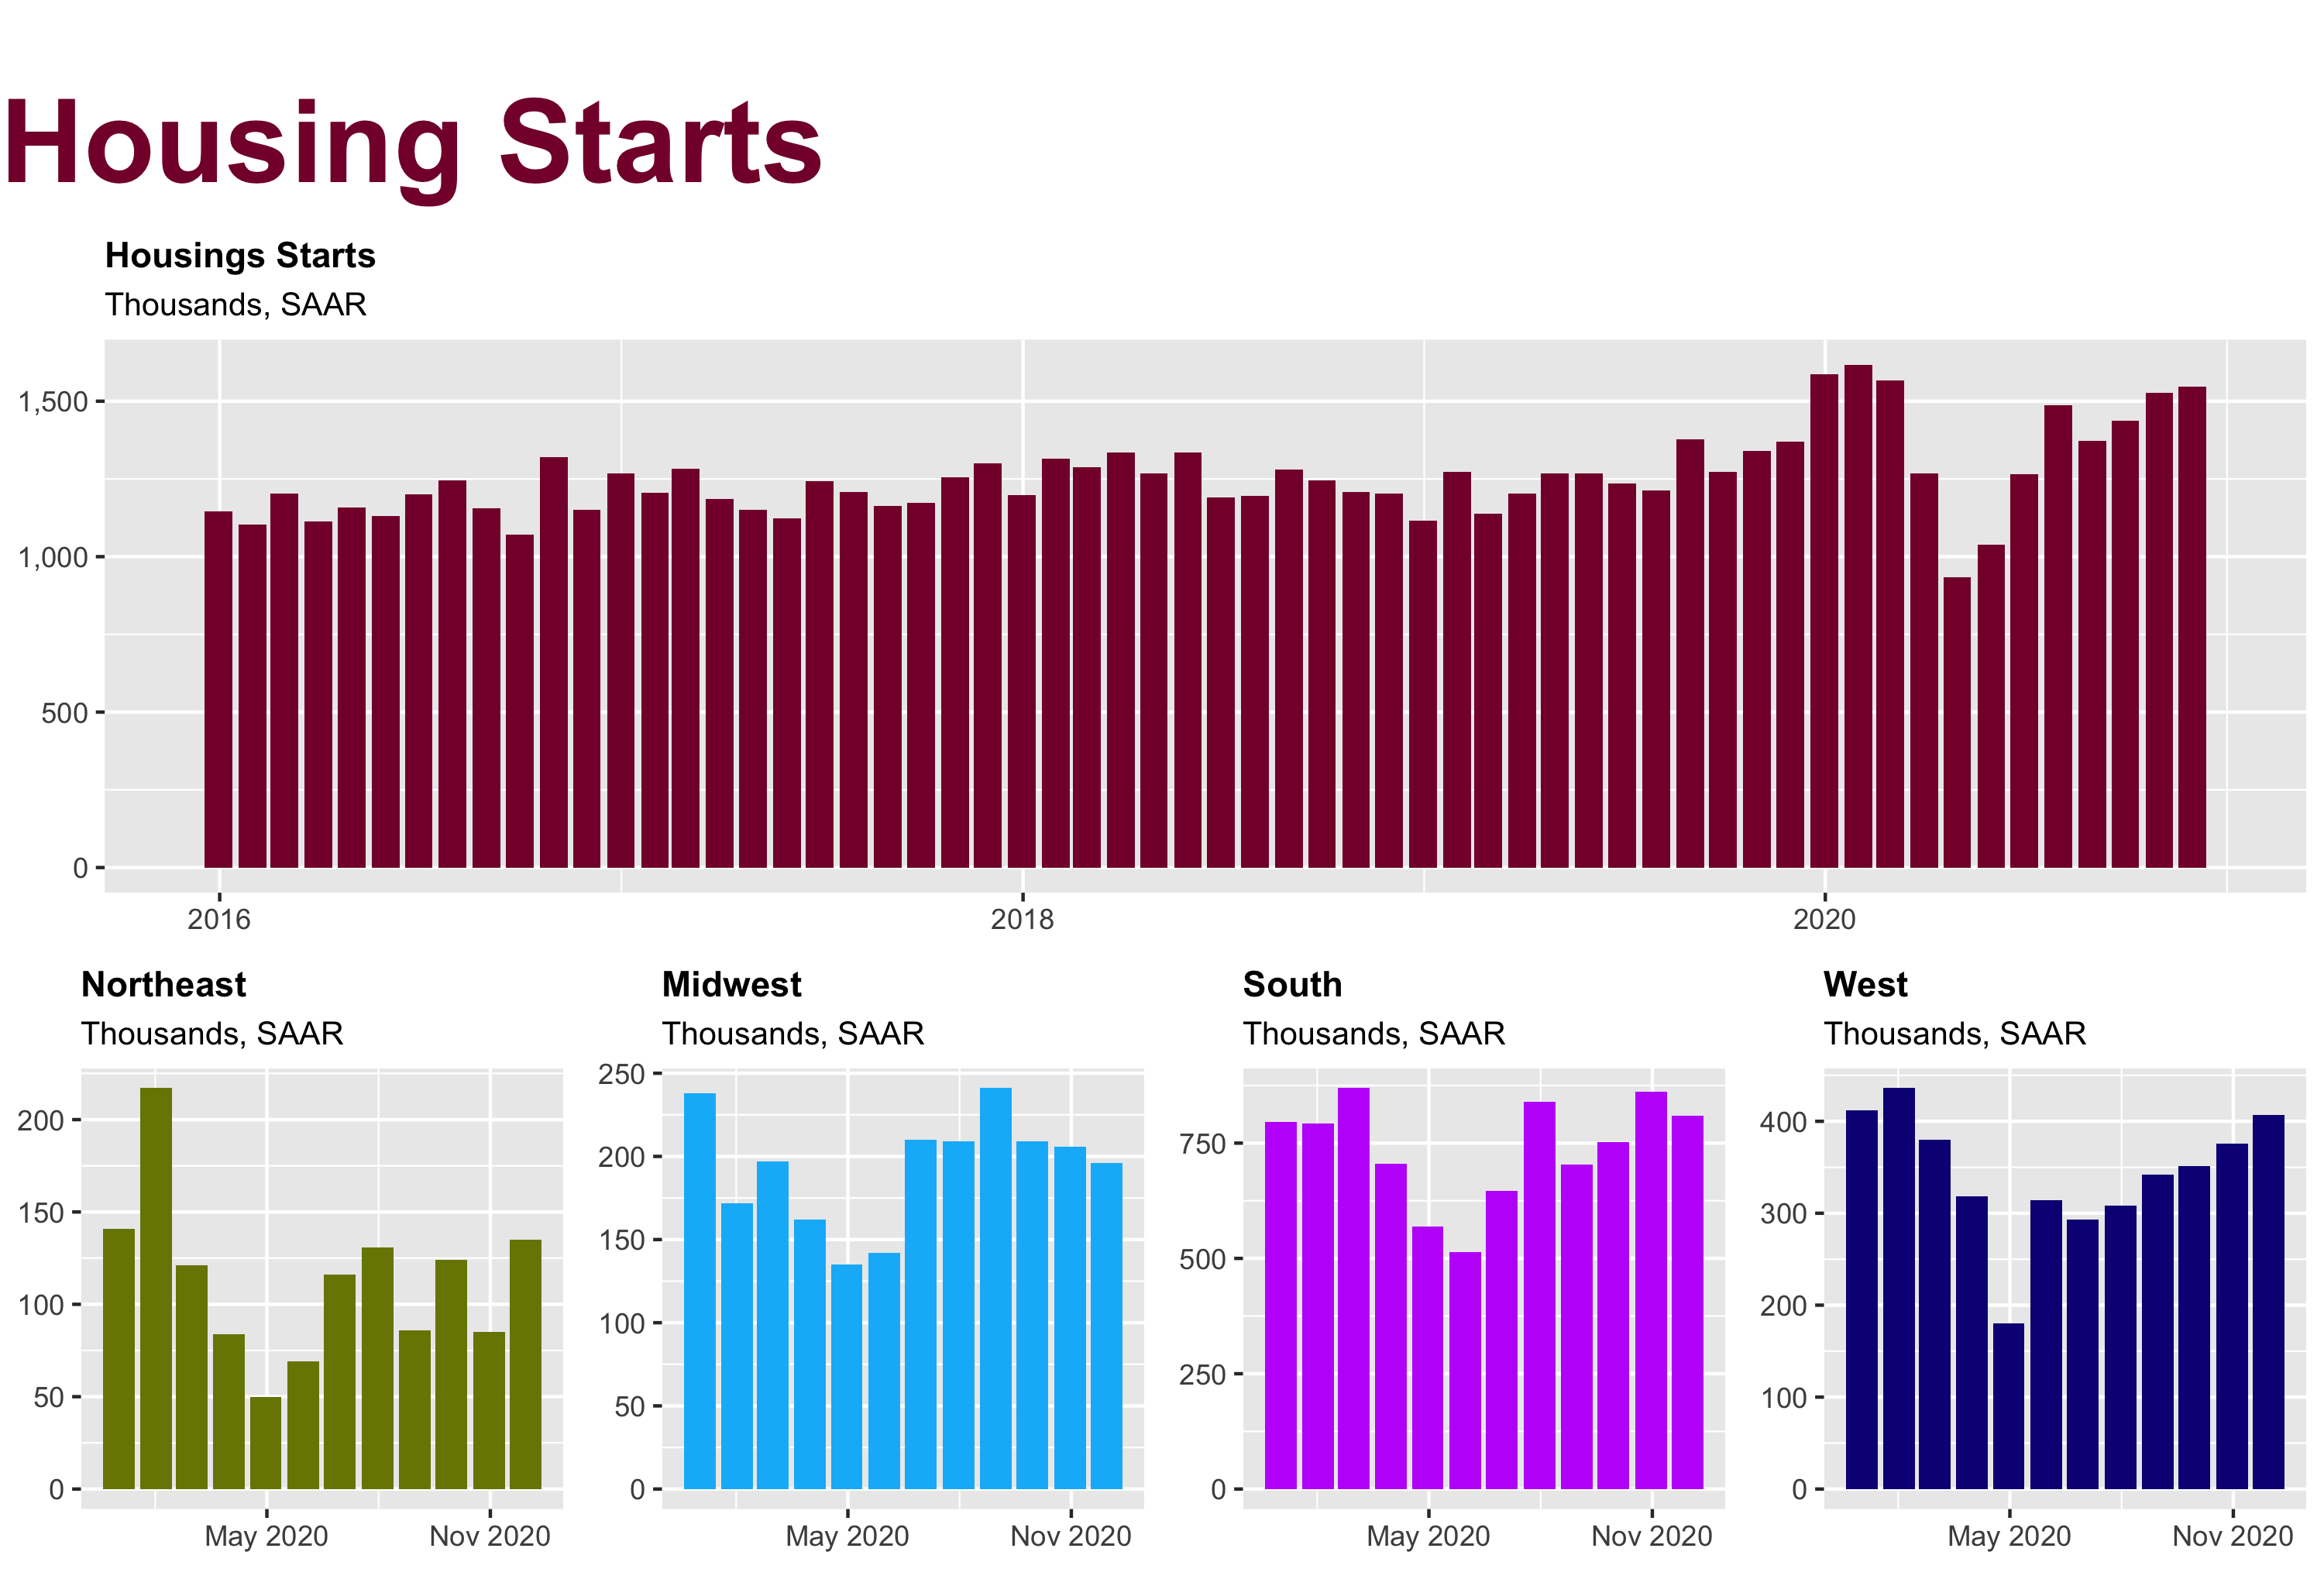 Housing Starts
Housings Starts
Thousands, SAAR
1,500
1,000
500
0
2016 2018 2020
Northeast
Thousands, SAAR
200
150
100
50
0
May 2020 Nov 2020
Midwest
Thousands, SAAR
250
200
150
100
50
0
May 2020 Nov 2020
South
Thousands, SAAR
750
500
250
0
May 2020 Nov 2020
West
Thousands, SAAR
400
300
200
100
0
May 2020 Nov 2020